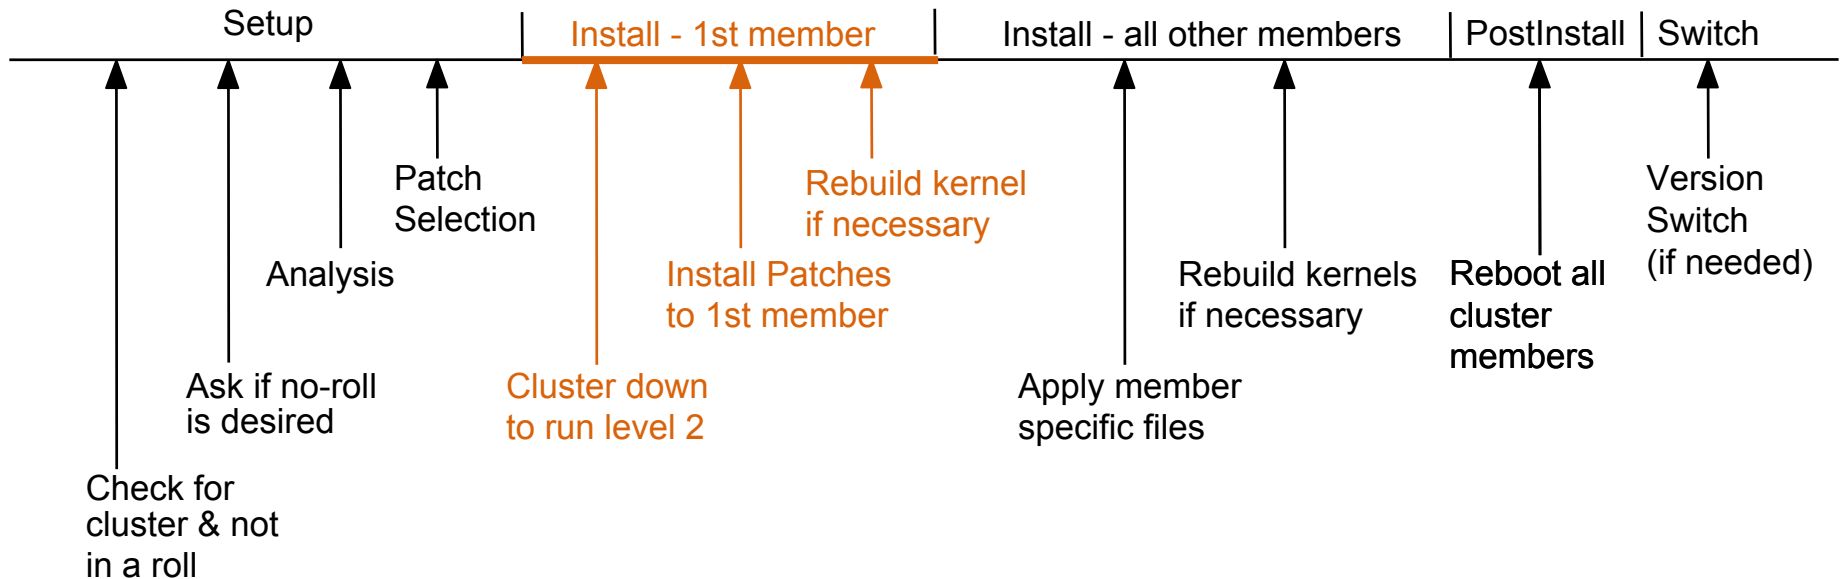 Setup
Install - 1st member
Install - all other members
PostInstall
Switch
Patch
Selection
Rebuild kernel
if necessary
Version
Switch
(if needed)
Analysis
Install Patches
to 1st member
Rebuild kernels
if necessary
Reboot all
cluster
members
Ask if no-roll
is desired
Cluster down
to run level 2
Apply member
specific files
Check for
cluster & not
in a roll